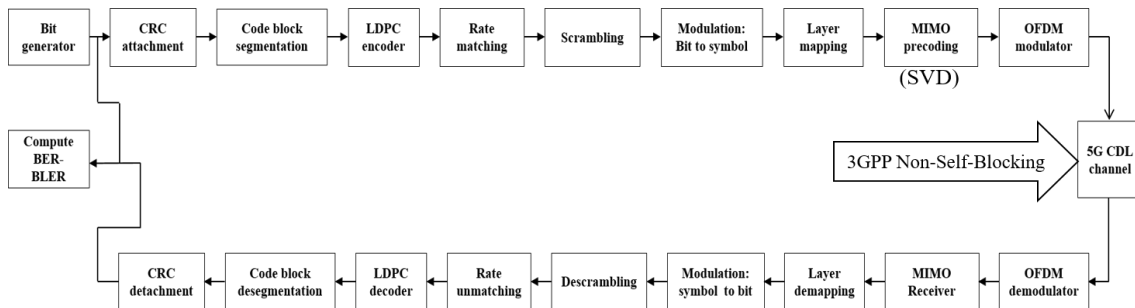 Bit
generator
CRC
attachment
Code block
segmentation
LDPC
encoder
Rate
matching
Scrambling
Modulation:
Bit to symbol
Layer
mapping
MIMO
precoding
(SVD)
OFDM
modulator
Compute
BER-
BLER
3GPP Non-Self-Blocking
5G CDL
channel
CRC
detachment
Code block
desegmentation
LDPC
decoder
Rate
unmatching
Descrambling
Modulation:
symbol to bit
Layer
demapping
MIMO
Receiver
OFDM
demodulator